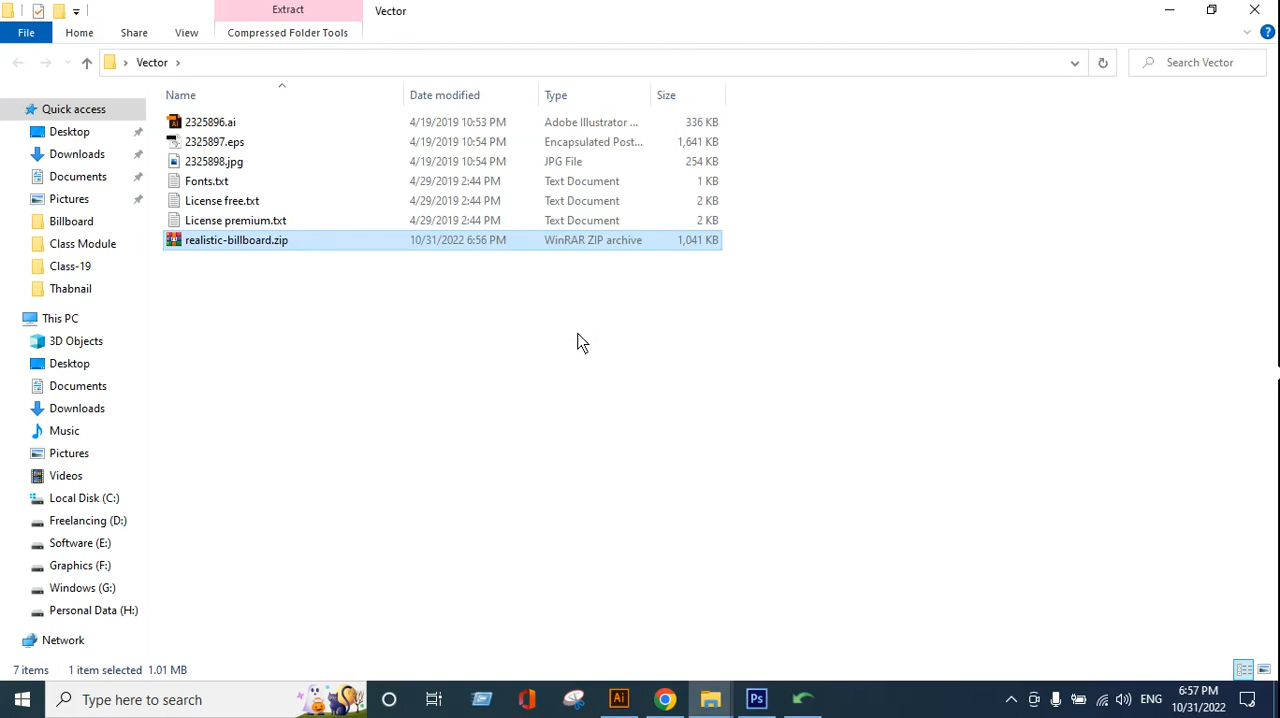 Extract
Vector
File
Home
Share
View
Compressed Folder Tools
Vector
Search Vector
Name
Date modified
Type
Size
2325896.ai 4/19/2019 10:53 PM Adobe Illustrator ... 336 KB
2325897.eps 4/19/2019 10:54 PM Encapsulated Post... 1,641 KB
2325898.jpg 4/19/2019 10:54 PM JPG File 254 KB
Fonts.txt 4/29/2019 2:44 PM Text Document 1 KB
License free.txt 4/29/2019 2:44 PM Text Document 2 KB
License premium.txt 4/29/2019 2:44 PM Text Document 2 KB
realistic-billboard.zip 10/31/2022 6:56 PM WinRAR ZIP archive 1,041 KB
Quick access
Desktop
Downloads
Documents
Pictures
Billboard
Class Module
Class-19
Thabnail
This PC
3D Objects
Desktop
Documents
Downloads
Music
Pictures
Videos
Local Disk (C:)
Freelancing (D:)
Software (E:)
Graphics (F:)
Windows (G:)
Personal Data (H:)
Network
7 items 1 item selected 1.01 MB
Type here to search
Ai
Ps
ENG
6:57 PM
10/31/2022